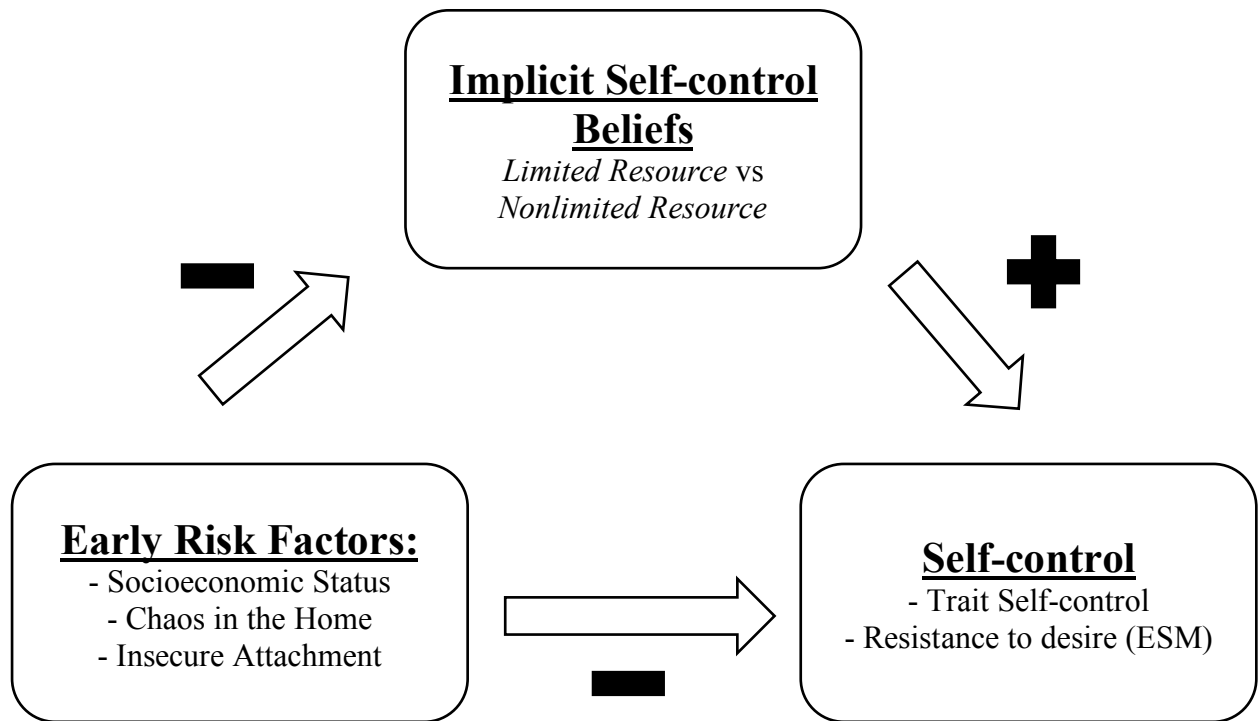 Implicit Self-control
Beliefs
Limited Resource vs
Nonlimited Resource
Early Risk Factors:
- Socioeconomic Status
- Chaos in the Home
- Insecure Attachment
Self-control
- Trait Self-control
- Resistance to desire (ESM)